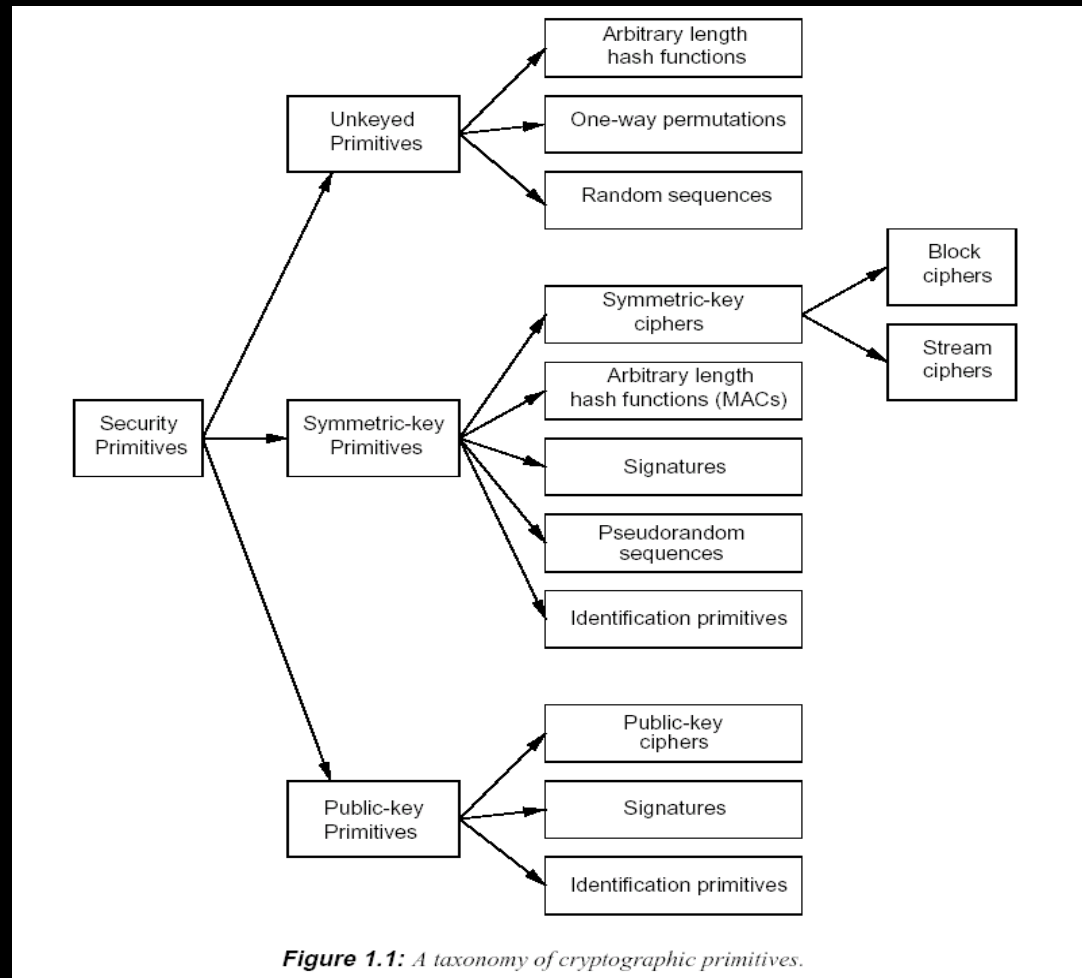 Arbitrary length
hash functions
Unkeyed
Primitives
One-way permutations
Random sequences
Block
ciphers
Symmetric-key
ciphers
Stream
ciphers
Arbitrary length
hash functions (MACs)
Security
Primitives
Symmetric-key
Primitives
Signatures
Pseudorandom
sequences
Identification primitives
Public-key
ciphers
Public-key
Primitives
Signatures
Identification primitives
Figure 1.1: A taxonomy of cryptographic primitives.